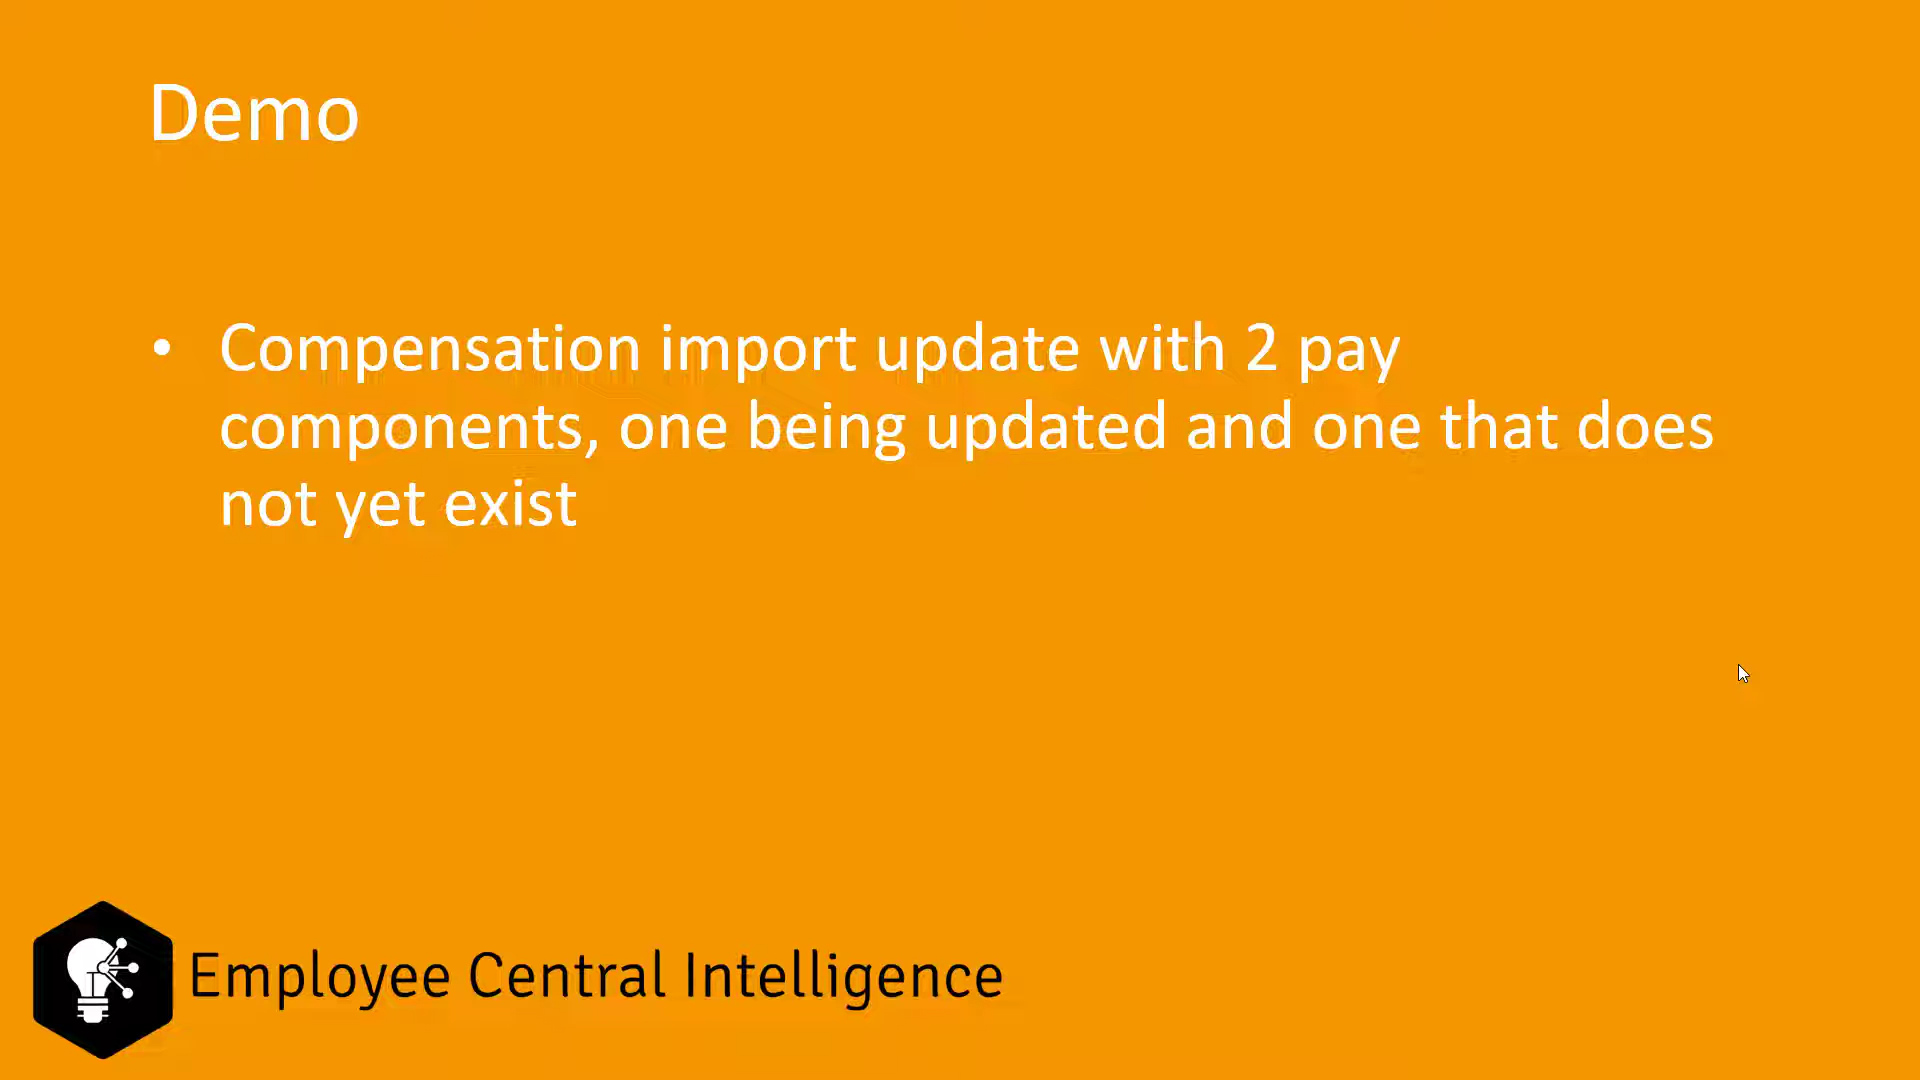 Demo
• Compensation import update with 2 pay
components, one being updated and one that does
not yet exist
Employee Central Intelligence